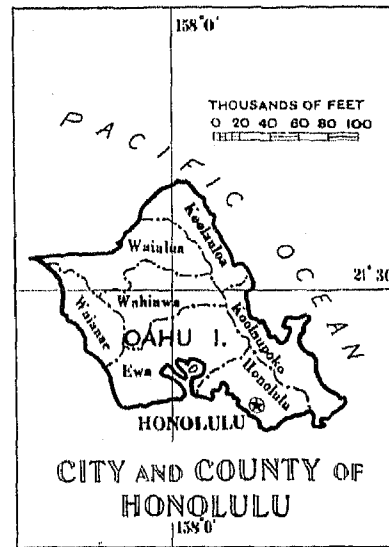 158°0'
THOUSANDS OF FEET
0 20 40 60 80 100
PACIFIC OCEAN
Koolauloa
Waialua
21°30
Wahiawa
Koolaupoko
Waianae
OAHU I.
Honolulu
Ewa
HONOLULU
CITY AND COUNTY OF
HONOLULU
158°0'